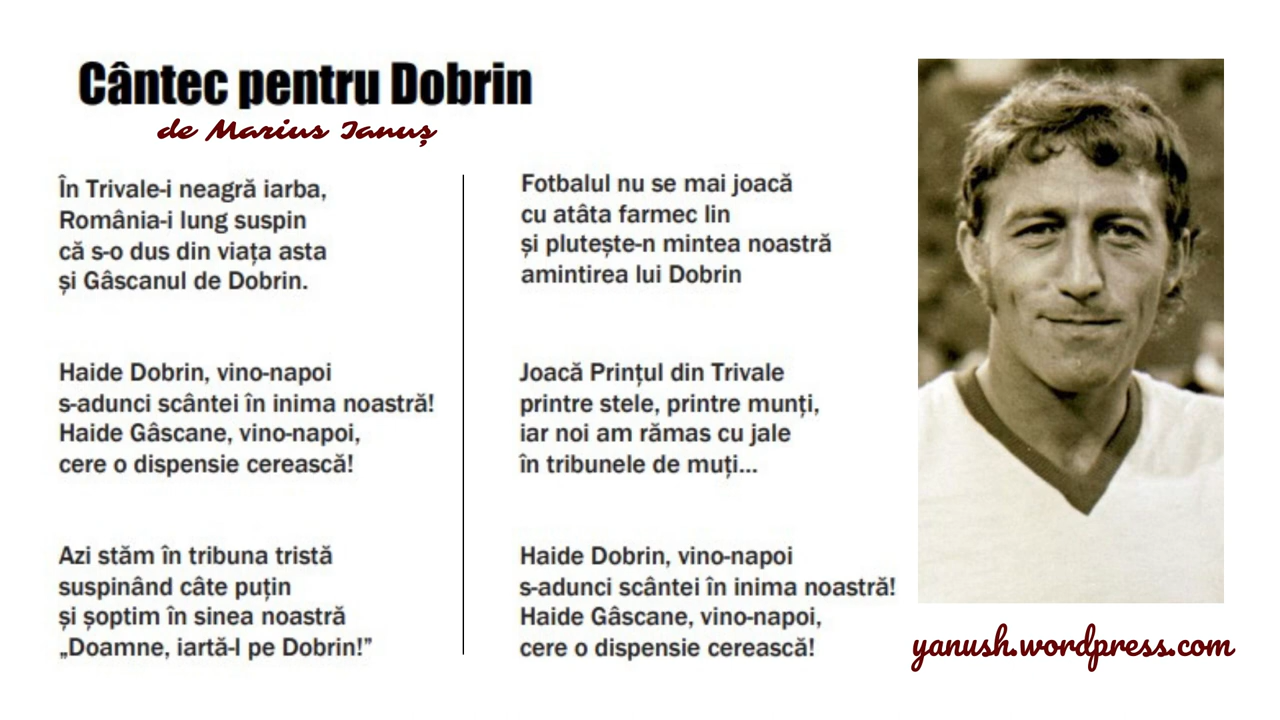 Cântec pentru Dobrin
de Marius Ianuș
În Trivale-i neagră iarba,
România-i lung suspin
că s-o dus din viața asta
și Gâscanul de Dobrin.
Haide Dobrin, vino-napoi
s-adunci scântei în inima noastră!
Haide Gâscane, vino-napoi,
cere o dispensie cerească!
Azi stăm în tribuna tristă
suspinând câte puțin
și șoptim în sinea noastră
„Doamne, iartă-l pe Dobrin!”
Fotbalul nu se mai joacă
cu atâta farmec lin
și plutește-n mintea noastră
amintirea lui Dobrin
Joacă Prințul din Trivale
printre stele, printre munți,
iar noi am rămas cu jale
în tribunele de muți...
Haide Dobrin, vino-napoi
s-adunci scântei în inima noastră!
Haide Gâscane, vino-napoi,
cere o dispensie cerească!
yanush.wordpress.com